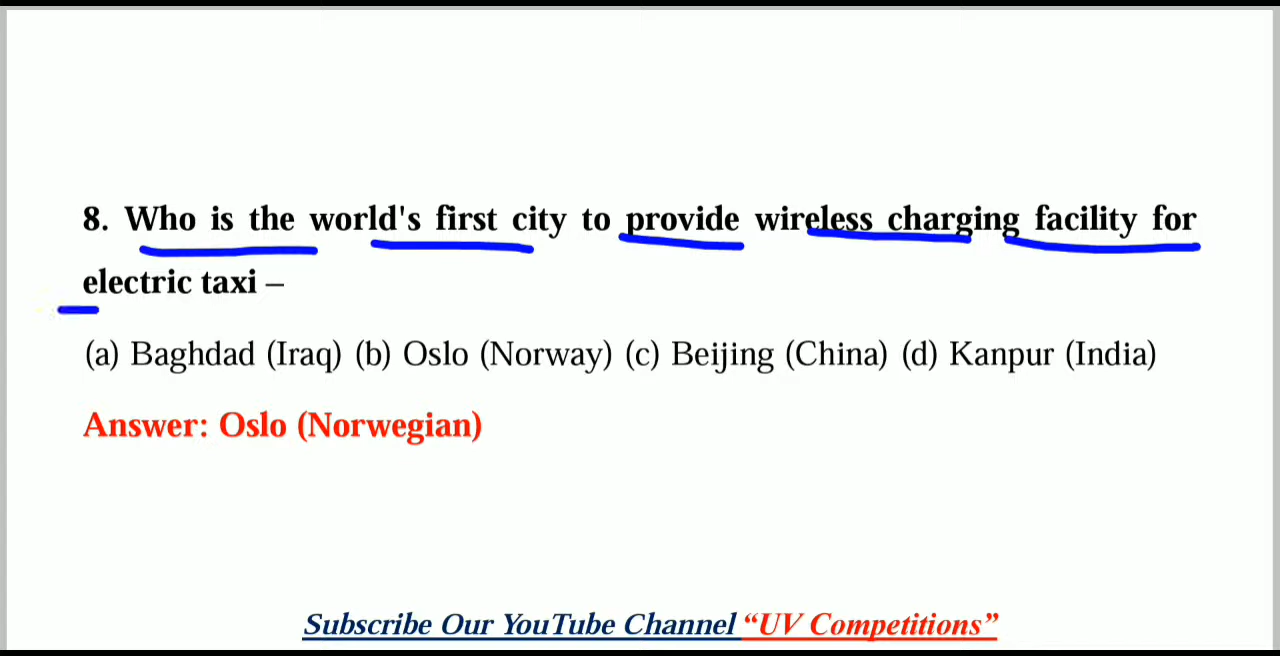 8. Who is the world's first city to provide wireless charging facility for
electric taxi –
(a) Baghdad (Iraq) (b) Oslo (Norway) (c) Beijing (China) (d) Kanpur (India)
Answer: Oslo (Norwegian)
Subscribe Our YouTube Channel “UV Competitions”